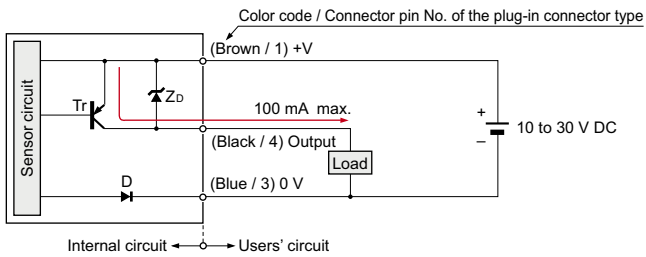 Color code / Connector pin No. of the plug-in connector type
(Brown / 1) +V
Sensor circuit
Tr
ZD
100 mA max.
+
10 to 30 V DC
–
(Black / 4) Output
Load
D
(Blue / 3) 0 V
Internal circuit
Users' circuit